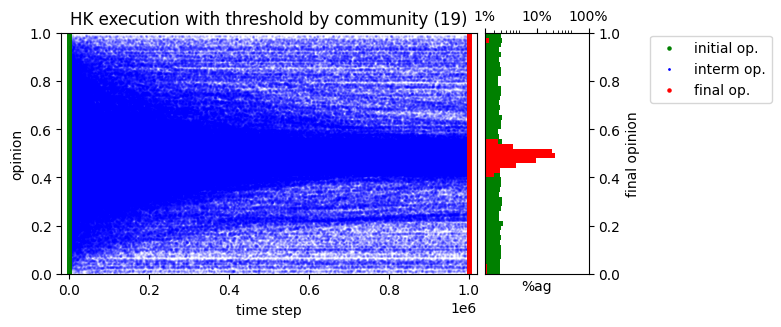 HK execution with threshold by community (19)
1% 10% 100%
1.0
0.8
0.6
0.4
0.2
0.0
opinion
0.0 0.2 0.4 0.6 0.8 1.0
1e6
time step
1.0
0.8
0.6
0.4
0.2
0.0
final opinion
%ag
initial op.
interm op.
final op.